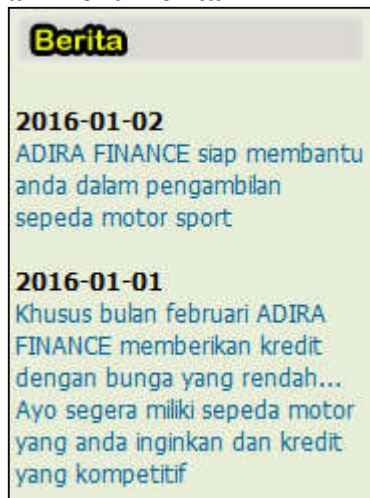 Berita
2016-01-02
ADIRA FINANCE siap membantu
anda dalam pengambilan
sepeda motor sport
2016-01-01
Khusus bulan februari ADIRA
FINANCE memberikan kredit
dengan bunga yang rendah...
Ayo segera miliki sepeda motor
yang anda inginkan dan kredit
yang kompetitif